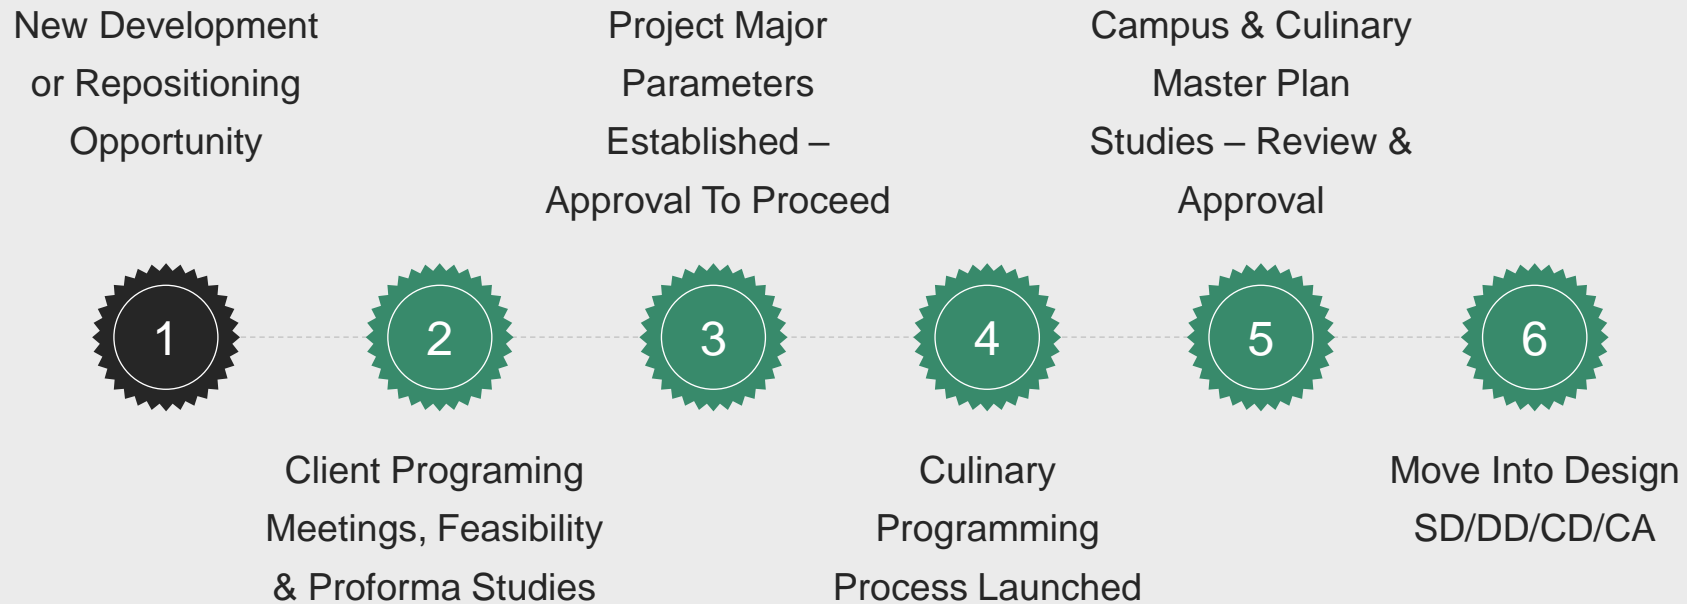 New Development
or Repositioning
Opportunity
Project Major
Parameters
Established –
Approval To Proceed
Campus & Culinary
Master Plan
Studies – Review &
Approval
1
2
3
4
5
6
Client Programing
Meetings, Feasibility
& Proforma Studies
Culinary
Programming
Process Launched
Move Into Design
SD/DD/CD/CA